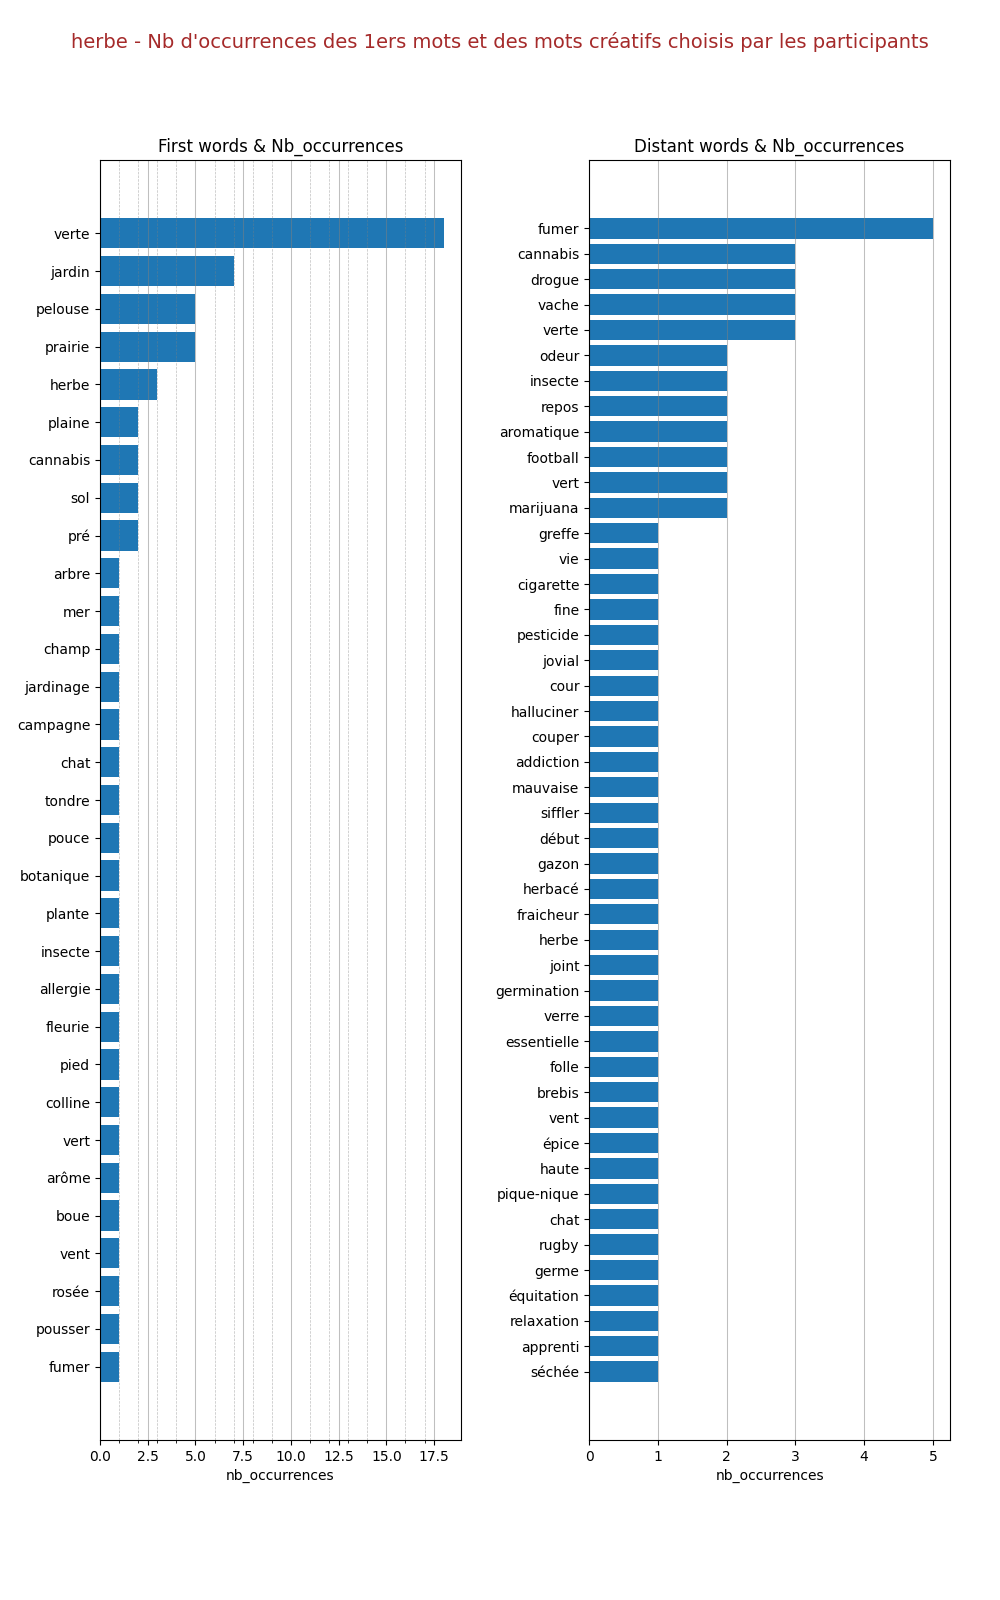 herbe - Nb d'occurrences des 1ers mots et des mots créatifs choisis par les participants
First words & Nb_occurrences
verte
jardin
pelouse
prairie
herbe
plaine
cannabis
sol
pré
arbre
mer
champ
jardinage
campagne
chat
tondre
pouce
botanique
plante
insecte
allergie
fleurie
pied
colline
vert
arôme
boue
vent
rosée
pousser
fumer
0.0 2.5 5.0 7.5 10.0 12.5 15.0 17.5
nb_occurrences
Distant words & Nb_occurrences
fumer
cannabis
drogue
vache
verte
odeur
insecte
repos
aromatique
football
vert
marijuana
greffe
vie
cigarette
fine
pesticide
jovial
cour
halluciner
couper
addiction
mauvaise
siffler
début
gazon
herbacé
fraicheur
herbe
joint
germination
verre
essentielle
folle
brebis
vent
épice
haute
pique-nique
chat
rugby
germe
équitation
relaxation
apprenti
séchée
0 1 2 3 4 5
nb_occurrences